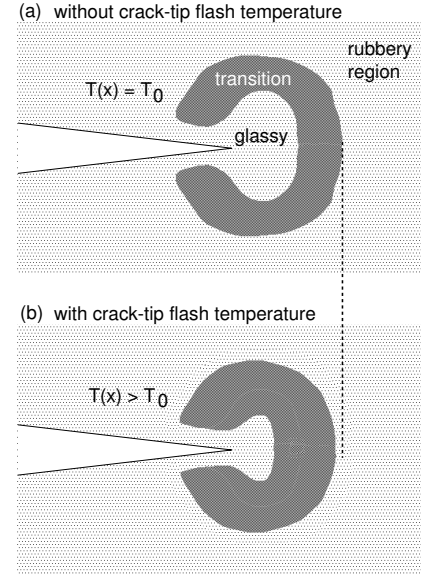 (a) without crack-tip flash temperature
rubbery
region
transition
T(x) = T0
glassy
(b) with crack-tip flash temperature
T(x) > T0